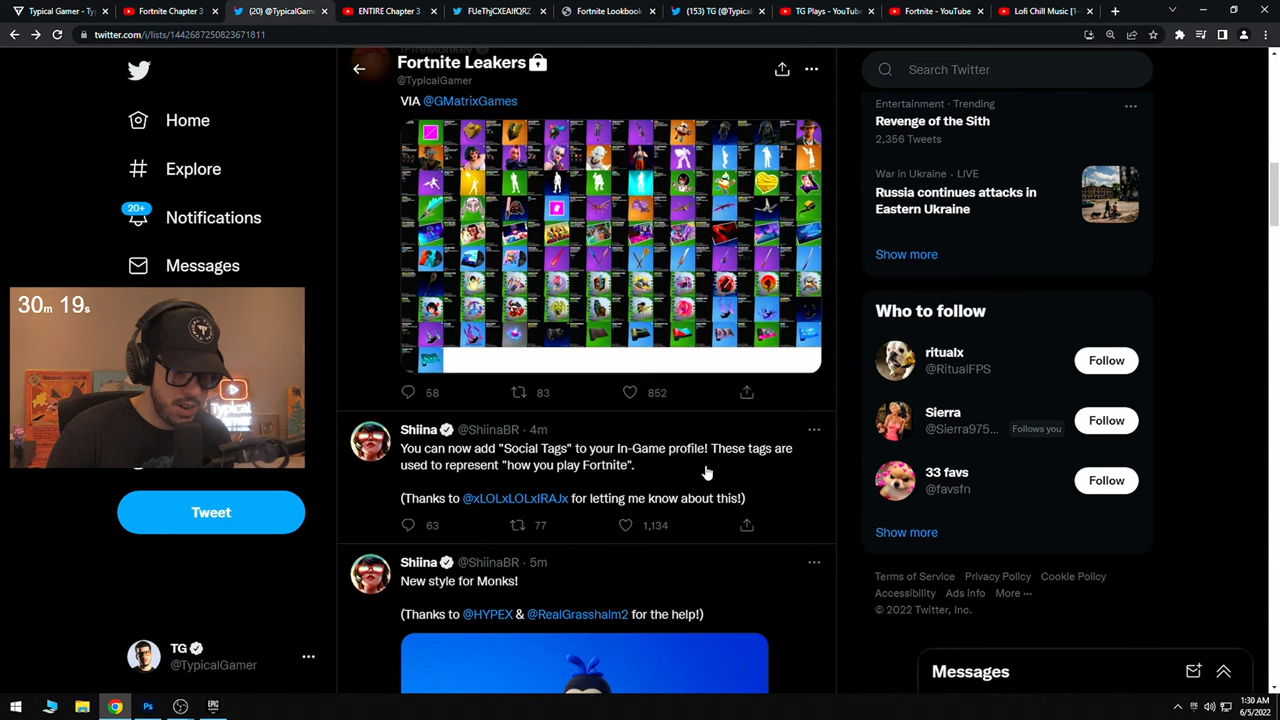 Typical Gamer - Typ
Fortnite Chapter 3
(20) @TypicalGam
ENTIRE Chapter 3
FUeThjCXEAIfQRZ
Fortnite Lookbook
(153) TG (@Typica
TG Plays - YouTube
Fortnite - YouTube
Lofi Chill Music [1-
twitter.com/i/lists/1442687250823671811
Home
Explore
20+
Notifications
Messages
30m 19s
Typical
Tweet
TG
@TypicalGamer
Fortnite Leakers
@TypicalGamer
VIA @GMatrixGames
58 83 852
Shiina @ShiinaBR · 4m
You can now add "Social Tags" to your In-Game profile! These tags are
used to represent "how you play Fortnite".
(Thanks to @xLOLxLOLxIRAJx for letting me know about this!)
63 77 1,134
Shiina @ShiinaBR · 5m
New style for Monks!
(Thanks to @HYPEX & @RealGrasshalm2 for the help!)
Search Twitter
Entertainment · Trending
Revenge of the Sith
2,356 Tweets
War in Ukraine · LIVE
Russia continues attacks in
Eastern Ukraine
Show more
Who to follow
ritualx
@RitualFPS
Follow
Sierra
@Sierra975... Follows you
Follow
33 favs
@favsfn
Follow
Show more
Terms of Service Privacy Policy Cookie Policy
Accessibility Ads info More ···
© 2022 Twitter, Inc.
Messages
EPIC
1:30 AM
6/5/2022